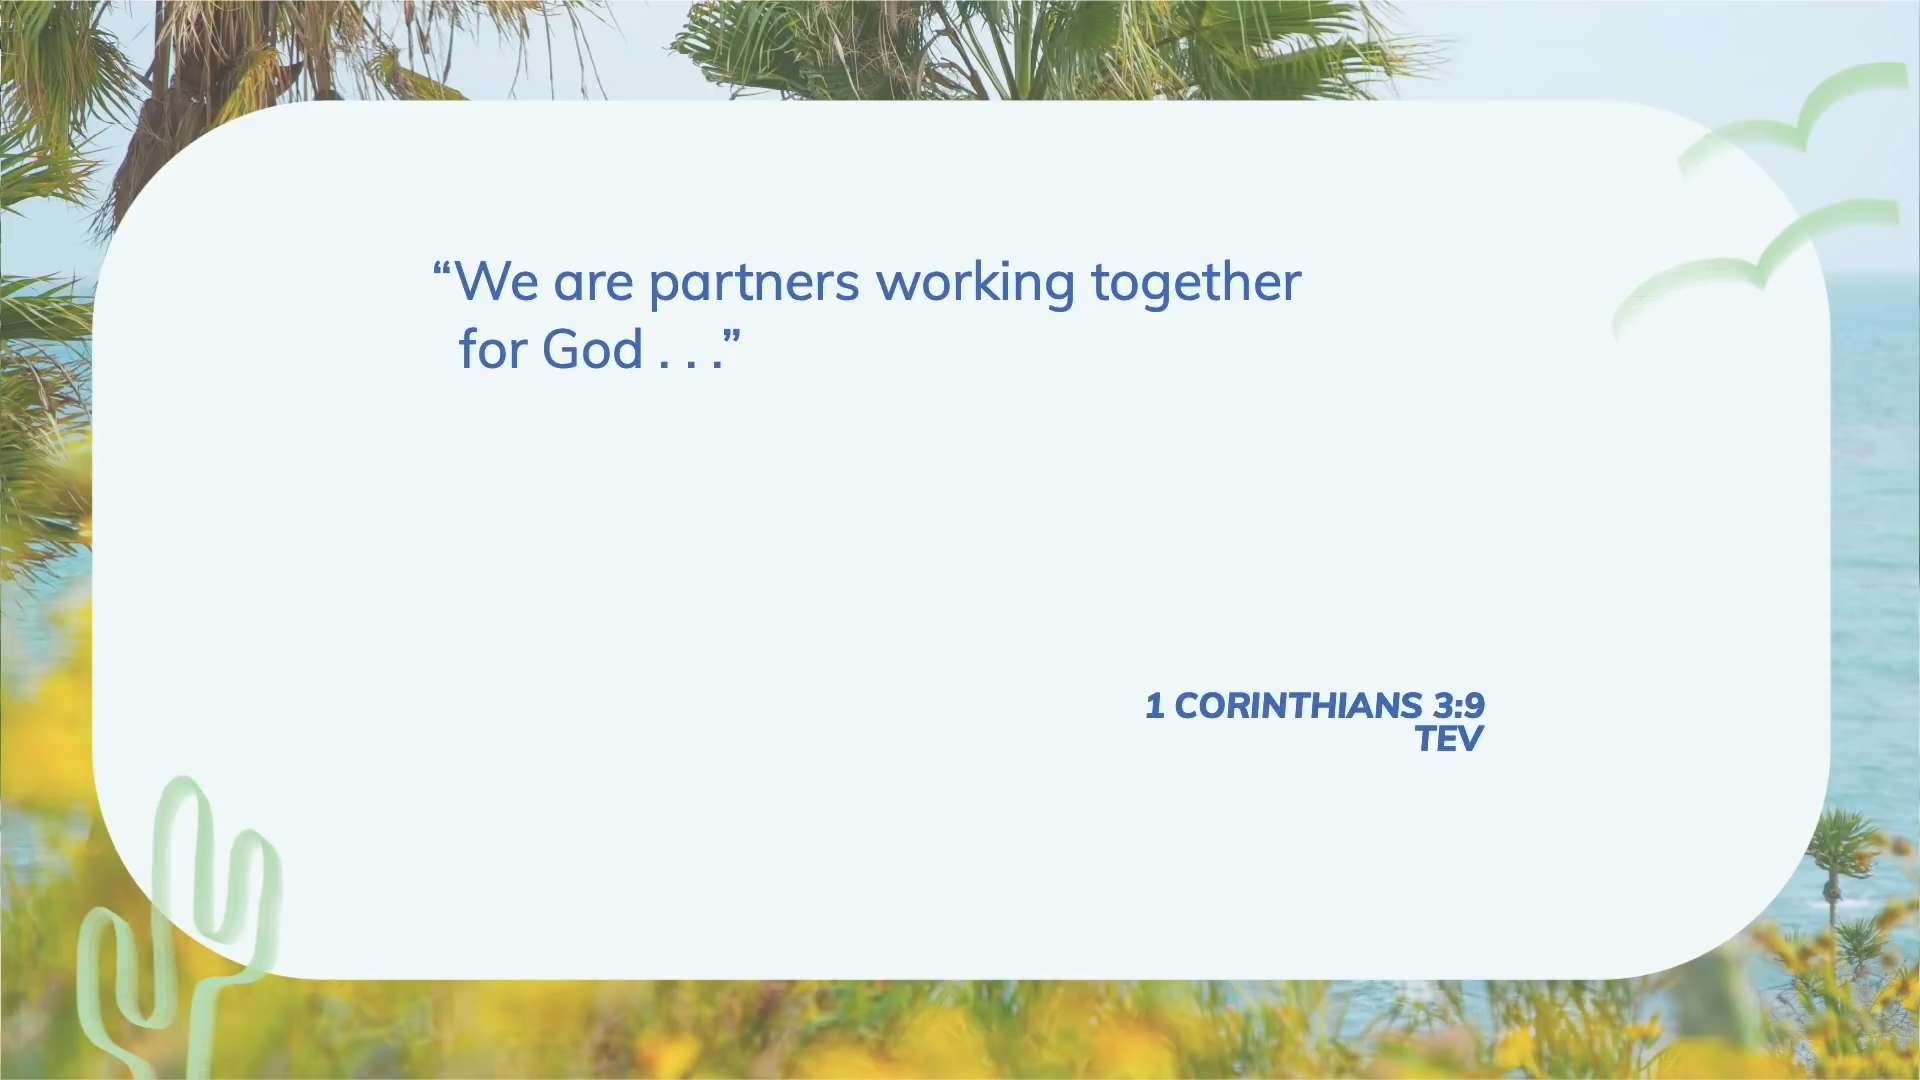 “We are partners working together
for God . . .”
1 CORINTHIANS 3:9
TEV